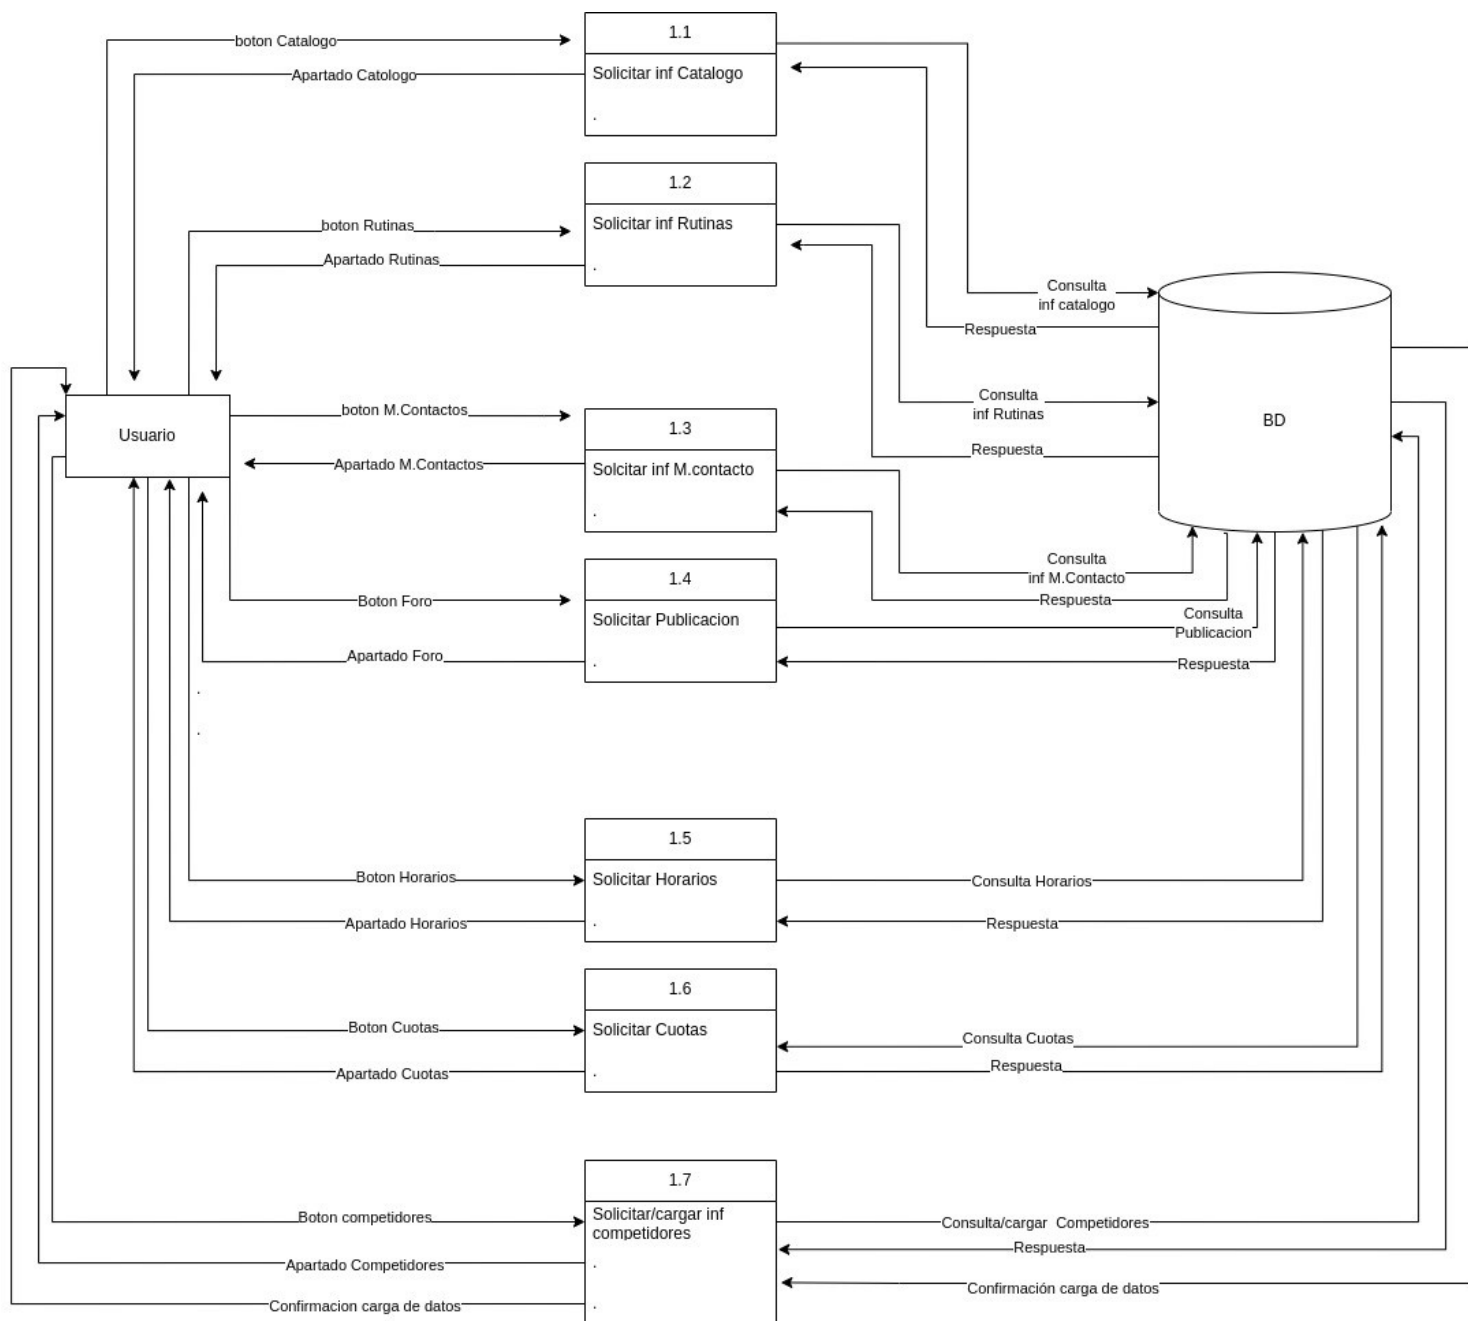 1.1
boton Catalogo
Solicitar inf Catalogo
Apartado Catologo
.
1.2
boton Rutinas
Solicitar inf Rutinas
Apartado Rutinas
.
Consulta
inf catalogo
Respuesta
Consulta
inf Rutinas
Respuesta
BD
Usuario
boton M.Contactos
1.3
Apartado M.Contactos
Solcitar inf M.contacto
.
Consulta
inf M.Contacto
Respuesta
1.4
Boton Foro
Solicitar Publicacion
Consulta
Publicacion
Apartado Foro
.
Respuesta
.
.
1.5
Boton Horarios
Solicitar Horarios
Consulta Horarios
Apartado Horarios
.
Respuesta
1.6
Boton Cuotas
Solicitar Cuotas
Consulta Cuotas
Apartado Cuotas
.
Respuesta
1.7
Boton competidores
Solicitar/cargar inf
competidores
Consulta/cargar  Competidores
Respuesta
Apartado Competidores
.
Confirmación carga de datos
Confirmacion carga de datos
.